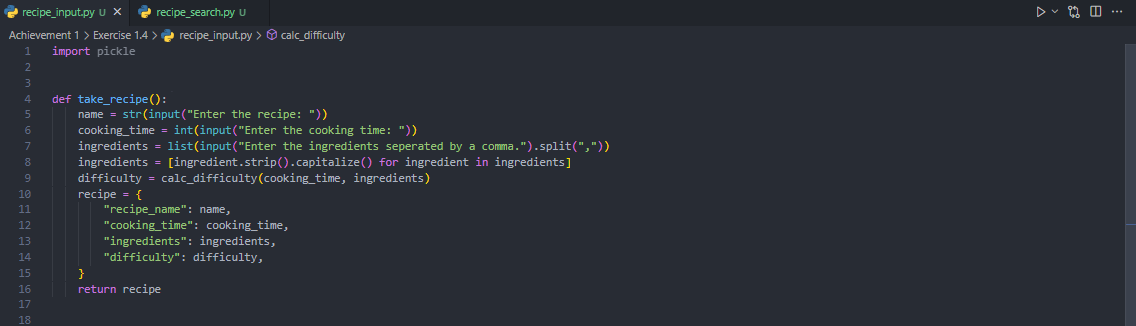 recipe_input.py U
recipe_search.py U
Achievement 1 > Exercise 1.4 > recipe_input.py > calc_difficulty
1 import pickle
2
3
4 def take_recipe():
5     name = str(input("Enter the recipe: "))
6     cooking_time = int(input("Enter the cooking time: "))
7     ingredients = list(input("Enter the ingredients seperated by a comma.").split(","))
8     ingredients = [ingredient.strip().capitalize() for ingredient in ingredients]
9     difficulty = calc_difficulty(cooking_time, ingredients)
10     recipe = {
11         "recipe_name": name,
12         "cooking_time": cooking_time,
13         "ingredients": ingredients,
14         "difficulty": difficulty,
15     }
16     return recipe
17
18